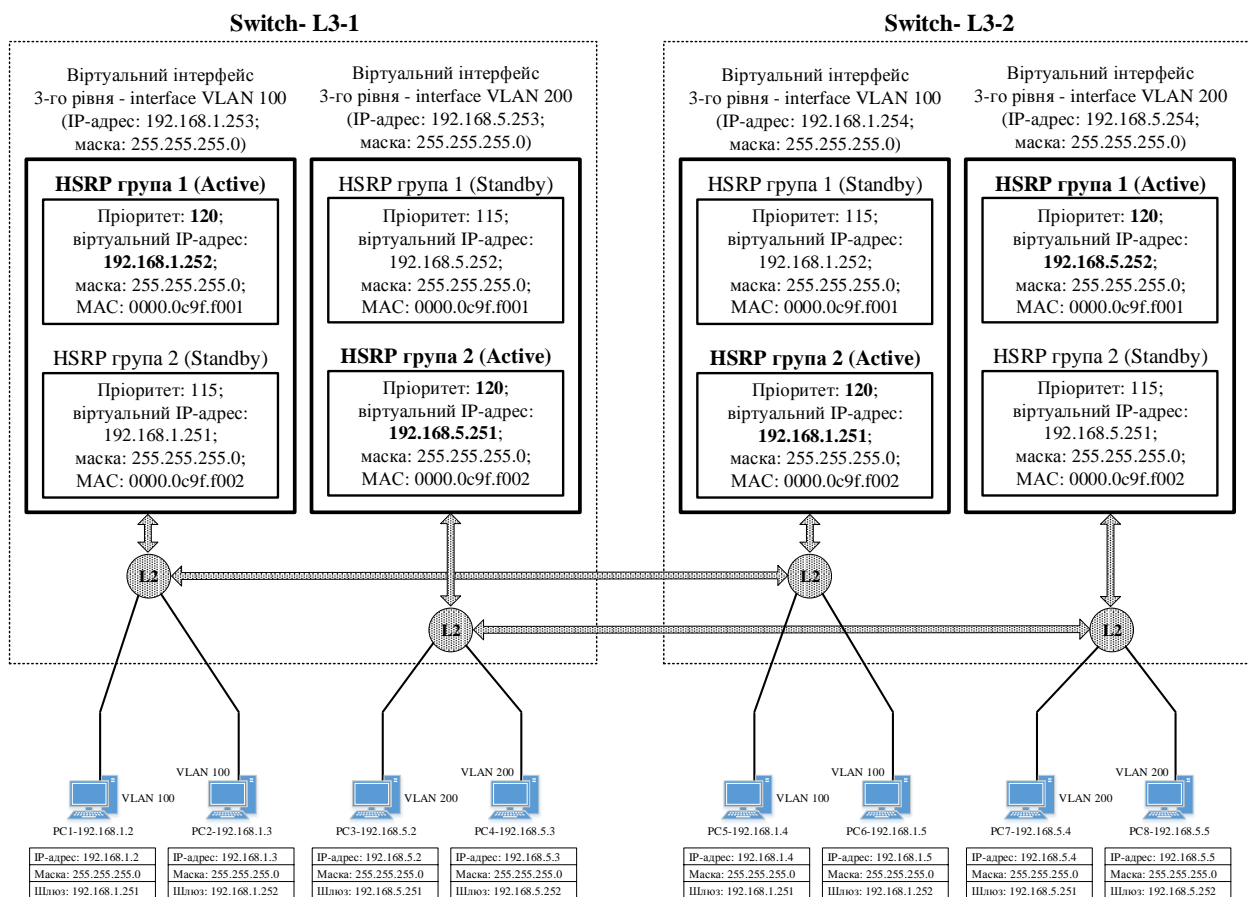 Switch- L3-1
Віртуальний інтерфейс
3-го рівня - interface VLAN 100
(IP-адрес: 192.168.1.253;
маска: 255.255.255.0)
HSRP група 1 (Active)
Пріоритет: 120;
віртуальний IP-адрес:
192.168.1.252;
маска: 255.255.255.0;
MAC: 0000.0c9f.f001
HSRP група 2 (Standby)
Пріоритет: 115;
віртуальний IP-адрес:
192.168.1.251;
маска: 255.255.255.0;
MAC: 0000.0c9f.f002
Віртуальний інтерфейс
3-го рівня - interface VLAN 200
(IP-адрес: 192.168.5.253;
маска: 255.255.255.0)
HSRP група 1 (Standby)
Пріоритет: 115;
віртуальний IP-адрес:
192.168.5.252;
маска: 255.255.255.0;
MAC: 0000.0c9f.f001
HSRP група 2 (Active)
Пріоритет: 120;
віртуальний IP-адрес:
192.168.5.251;
маска: 255.255.255.0;
MAC: 0000.0c9f.f002
L2
L2
Switch- L3-2
Віртуальний інтерфейс
3-го рівня - interface VLAN 100
(IP-адрес: 192.168.1.254;
маска: 255.255.255.0)
HSRP група 1 (Standby)
Пріоритет: 115;
віртуальний IP-адрес:
192.168.1.252;
маска: 255.255.255.0;
MAC: 0000.0c9f.f001
HSRP група 2 (Active)
Пріоритет: 120;
віртуальний IP-адрес:
192.168.1.251;
маска: 255.255.255.0;
MAC: 0000.0c9f.f002
Віртуальний інтерфейс
3-го рівня - interface VLAN 200
(IP-адрес: 192.168.5.254;
маска: 255.255.255.0)
HSRP група 1 (Active)
Пріоритет: 120;
віртуальний IP-адрес:
192.168.5.252;
маска: 255.255.255.0;
MAC: 0000.0c9f.f001
HSRP група 2 (Standby)
Пріоритет: 115;
віртуальний IP-адрес:
192.168.5.251;
маска: 255.255.255.0;
MAC: 0000.0c9f.f002
L2
L2
VLAN 100
PC1-192.168.1.2
IP-адрес: 192.168.1.2
Маска: 255.255.255.0
Шлюз: 192.168.1.251
VLAN 100
PC2-192.168.1.3
IP-адрес: 192.168.1.3
Маска: 255.255.255.0
Шлюз: 192.168.1.252
VLAN 200
PC3-192.168.5.2
IP-адрес: 192.168.5.2
Маска: 255.255.255.0
Шлюз: 192.168.5.251
VLAN 200
PC4-192.168.5.3
IP-адрес: 192.168.5.3
Маска: 255.255.255.0
Шлюз: 192.168.5.252
VLAN 100
PC5-192.168.1.4
IP-адрес: 192.168.1.4
Маска: 255.255.255.0
Шлюз: 192.168.1.251
VLAN 100
PC6-192.168.1.5
IP-адрес: 192.168.1.5
Маска: 255.255.255.0
Шлюз: 192.168.1.252
VLAN 200
PC7-192.168.5.4
IP-адрес: 192.168.5.4
Маска: 255.255.255.0
Шлюз: 192.168.5.251
VLAN 200
PC8-192.168.5.5
IP-адрес: 192.168.5.5
Маска: 255.255.255.0
Шлюз: 192.168.5.252